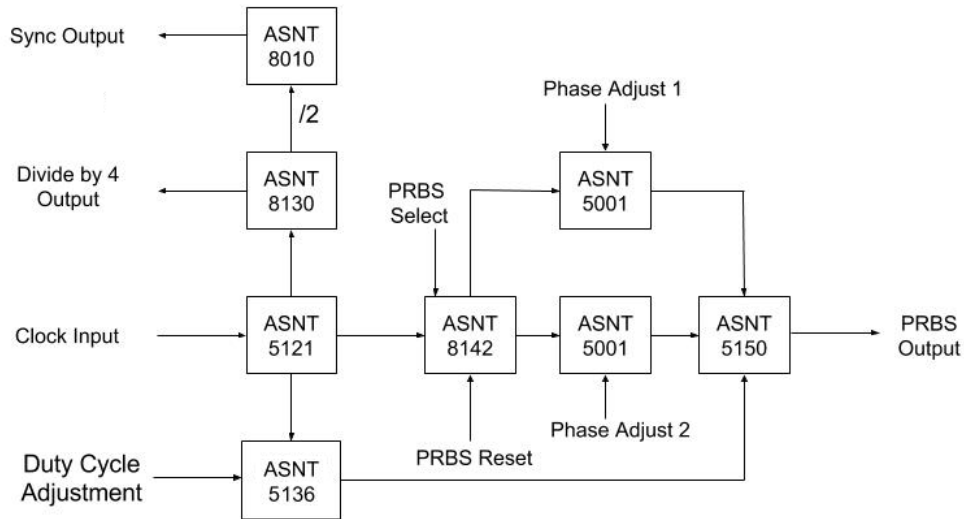 Sync Output
ASNT
8010
/2
Phase Adjust 1
Divide by 4
Output
ASNT
8130
PRBS
Select
ASNT
5001
Clock Input
ASNT
5121
ASNT
8142
ASNT
5001
ASNT
5150
PRBS
Output
Phase Adjust 2
PRBS Reset
Duty Cycle
Adjustment
ASNT
5136